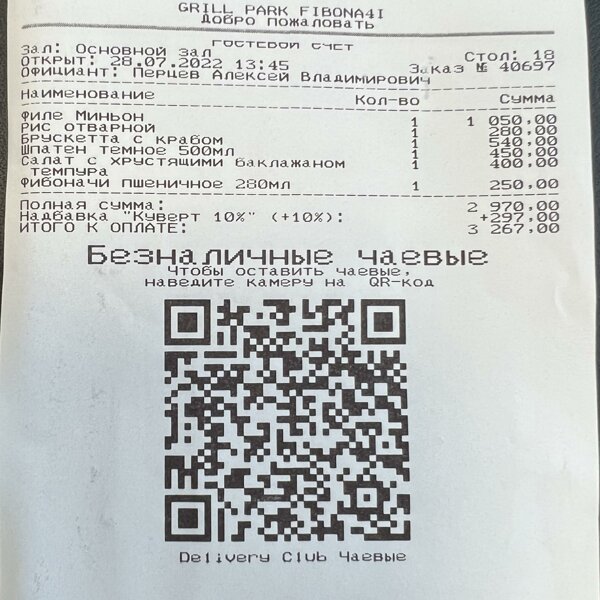 GRILL PARK FIBONA4I
Добро пожаловать
ГОСТЕВОЙ СЧЕТ
Зал: Основной зал Стол: 18
Открыт: 28.07.2022 13:45 Заказ № 40697
Официант: Перцев Алексей Владимирович
Наименование Кол-во Сумма
Филе Миньон 1 1 050,00
Рис отварной 1 280,00
Брускетта с крабом 1 540,00
Шпатен темное 500мл 1 450,00
Салат с хрустящими баклажаном 1 400,00
темпура
Фибоначи Пшеничное 280мл 1 250,00
Полная сумма: 2 970,00
Надбавка "Куверт 10%" (+10%): +297,00
ИТОГО К ОПЛАТЕ: 3 267,00
Безналичные чаевые
Чтобы оставить чаевые,
наведите камеру на QR-код
Delivery Club Чаевые